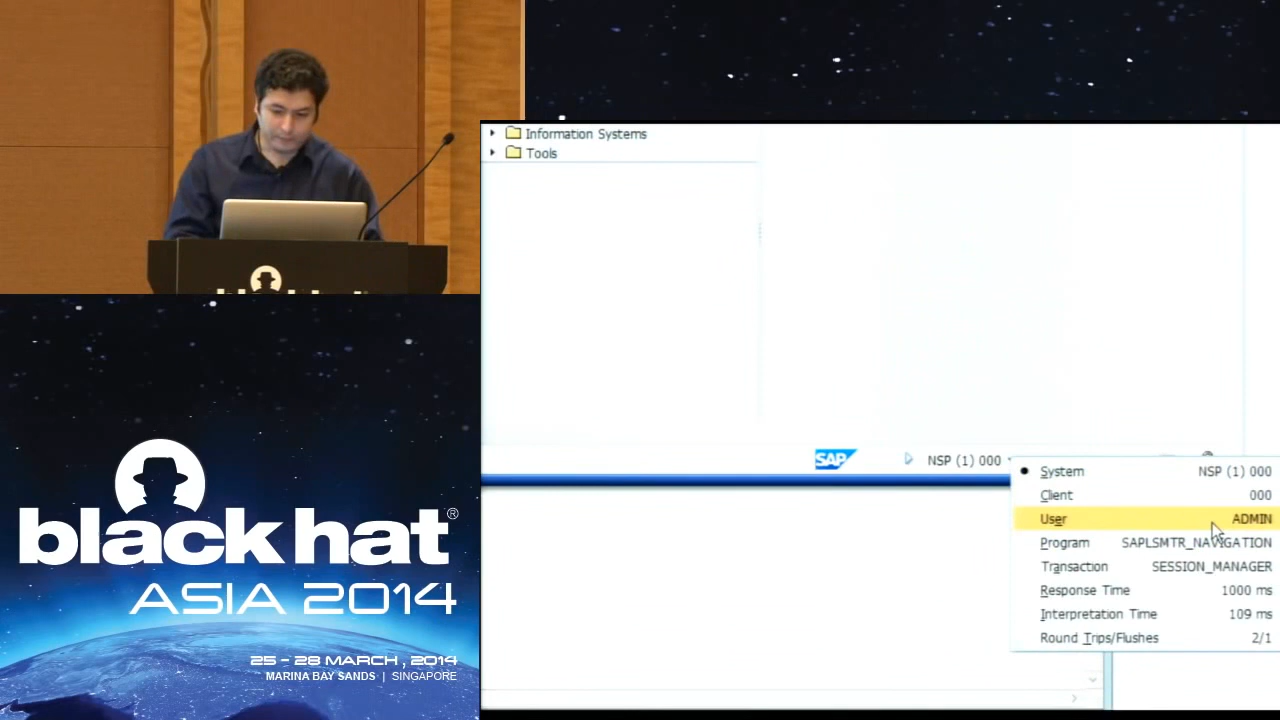 Information Systems
Tools
SAP
NSP (1) 000
System NSP (1) 000
Client 000
User ADMIN
Program SAPLSMTR_NAVIGATION
Transaction SESSION_MANAGER
Response Time 1000 ms
Interpretation Time 109 ms
Round Trips/Flushes 2/1
black hat®
ASIA 2014
25 - 28 MARCH, 2014
MARINA BAY SANDS | SINGAPORE